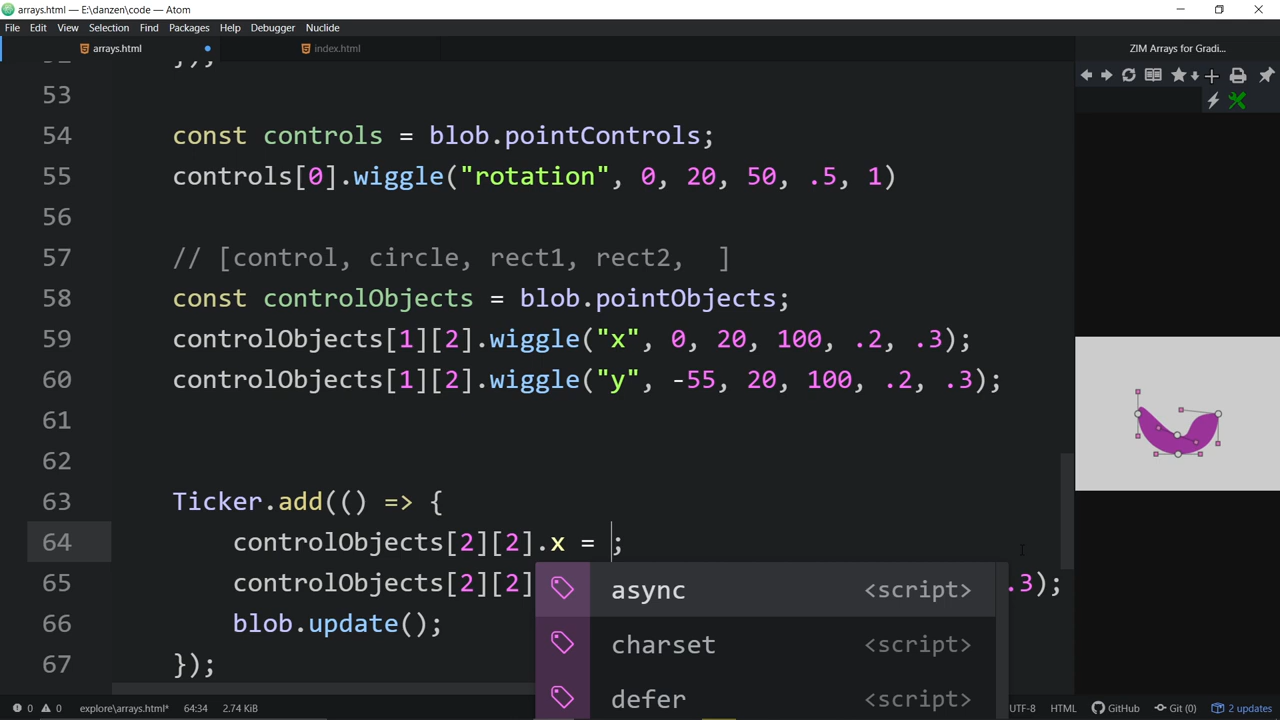 arrays.html — E:\danzen\code — Atom
File Edit View Selection Find Packages Help Debugger Nuclide
arrays.html
index.html
ZIM Arrays for Gradi...
52 });
53
54 const controls = blob.pointControls;
55 controls[0].wiggle("rotation", 0, 20, 50, .5, 1)
56
57 // [control, circle, rect1, rect2,  ]
58 const controlObjects = blob.pointObjects;
59 controlObjects[1][2].wiggle("x", 0, 20, 100, .2, .3);
60 controlObjects[1][2].wiggle("y", -55, 20, 100, .2, .3);
61
62
63 Ticker.add(() => {
64 controlObjects[2][2].x = ;
65 controlObjects[2][2] .3);
66 blob.update();
67 });
async <script>
charset <script>
defer <script>
0 0 explore\arrays.html* 64:34 2.74 KiB UTF-8 HTML GitHub Git (0) 2 updates